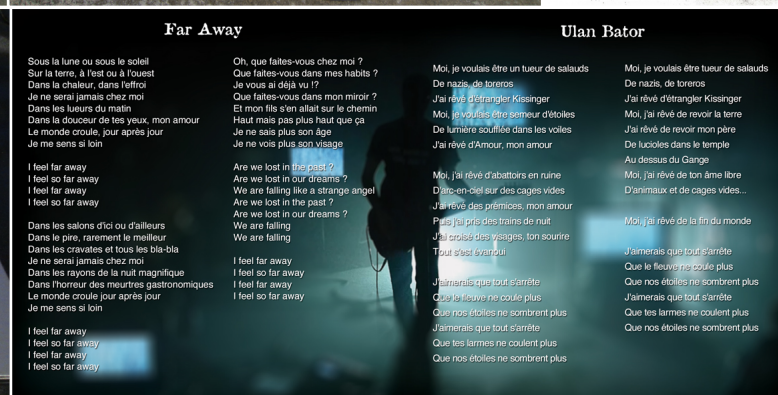 Far Away
Sous la lune ou sous le soleil
Sur la terre, à l'est ou à l'ouest
Dans la chaleur, dans l'effroi
Je ne serai jamais chez moi
Dans les lueurs du matin
Dans la douceur de tes yeux, mon amour
Le monde croule, jour après jour
Je me sens si loin

I feel far away
I feel so far away
I feel far away
I feel so far away

Dans les salons d'ici ou d'ailleurs
Dans le pire, rarement le meilleur
Dans les cravates et tous les bla-bla
Je ne serai jamais chez moi
Dans les rayons de la nuit magnifique
Dans l'horreur des meurtres gastronomiques
Le monde croule jour après jour
Je me sens si loin

I feel far away
I feel so far away
I feel far away
I feel so far away

Oh, que faites-vous chez moi ?
Que faites-vous dans mes habits ?
Je vous ai déjà vu !?
Que faites-vous dans mon miroir ?
Et mon fils s'en allait sur le chemin
Haut mais pas plus haut que ça
Je ne sais plus son âge
Je ne vois plus son visage

Are we lost in the past ?
Are we lost in our dreams ?
We are falling like a strange angel
Are we lost in the past ?
Are we lost in our dreams ?
We are falling
We are falling

I feel far away
I feel so far away
I feel far away
I feel so far away

Ulan Bator
Moi, je voulais être un tueur de salauds
De nazis, de toreros
J'ai rêvé d'étrangler Kissinger
Moi, je voulais être semeur d'étoiles
De lumière soufflée dans les voiles
J'ai rêvé d'Amour, mon amour

Moi, j'ai rêvé d'abattoirs en ruine
D'arc-en-ciel sur des cages vides
J'ai rêvé des prémices, mon amour
Puis j'ai pris des trains de nuit
J'ai croisé des visages, ton sourire
Tout s'est évanoui

J'aimerais que tout s'arrête
Que le fleuve ne coule plus
Que nos étoiles ne sombrent plus
J'aimerais que tout s'arrête
Que tes larmes ne coulent plus
Que nos étoiles ne sombrent plus

Moi, je voulais être tueur de salauds
De nazis, de toreros
J'ai rêvé d'étrangler Kissinger
Moi, j'ai rêvé de revoir la terre
J'ai rêvé de revoir mon père
De lucioles dans le temple
Au dessus du Gange
Moi, j'ai rêvé de ton âme libre
D'animaux et de cages vides...

Moi, j'ai rêvé de la fin du monde

J'aimerais que tout s'arrête
Que le fleuve ne coule plus
Que nos étoiles ne sombrent plus
J'aimerais que tout s'arrête
Que tes larmes ne coulent plus
Que nos étoiles ne sombrent plus